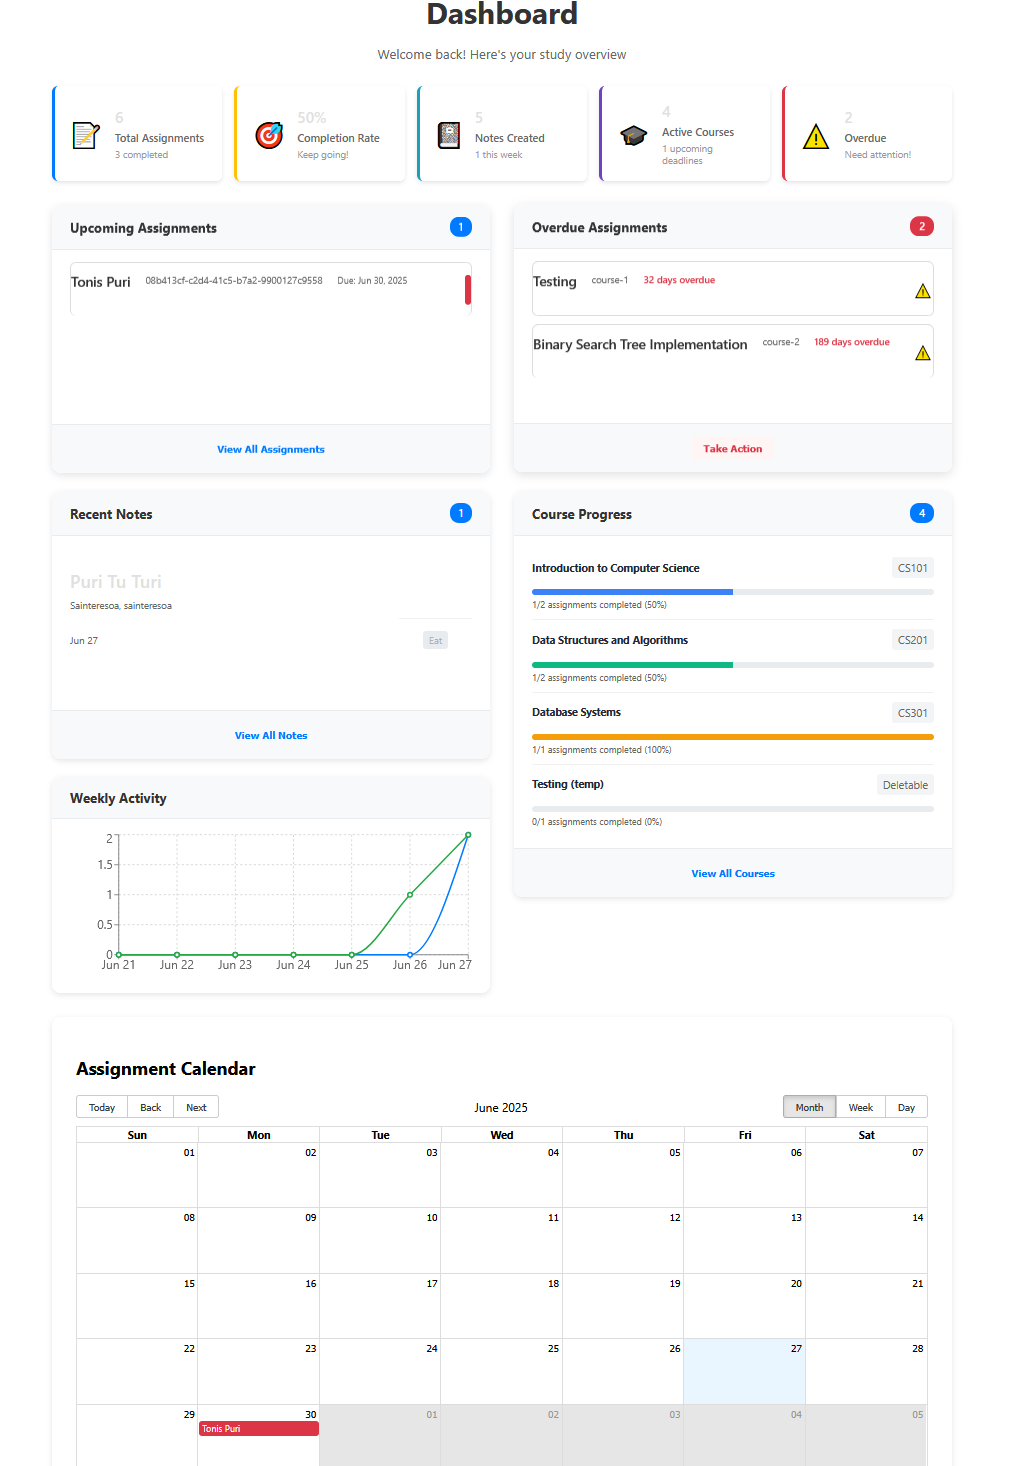 Dashboard
Welcome back! Here's your study overview
6
Total Assignments
3 completed
50%
Completion Rate
Keep going!
5
Notes Created
1 this week
4
Active Courses
1 upcoming
deadlines
2
Overdue
Need attention!
Upcoming Assignments 1
Tonis Puri 08b413cf-c2d4-41c5-b7a2-9900127c9558 Due: Jun 30, 2025
View All Assignments
Overdue Assignments 2
Testing course-1 32 days overdue
Binary Search Tree Implementation course-2 189 days overdue
Take Action
Recent Notes 1
Puri Tu Turi
Sainteresoa, sainteresoa
Jun 27 Eat
View All Notes
Course Progress 4
Introduction to Computer Science CS101
1/2 assignments completed (50%)
Data Structures and Algorithms CS201
1/2 assignments completed (50%)
Database Systems CS301
1/1 assignments completed (100%)
Testing (temp) Deletable
0/1 assignments completed (0%)
View All Courses
Weekly Activity
2
1.5
1
0.5
0
Jun 21 Jun 22 Jun 23 Jun 24 Jun 25 Jun 26 Jun 27
Assignment Calendar
Today Back Next June 2025 Month Week Day
Sun Mon Tue Wed Thu Fri Sat
01 02 03 04 05 06 07
08 09 10 11 12 13 14
15 16 17 18 19 20 21
22 23 24 25 26 27 28
29 30 01 02 03 04 05
Tonis Puri